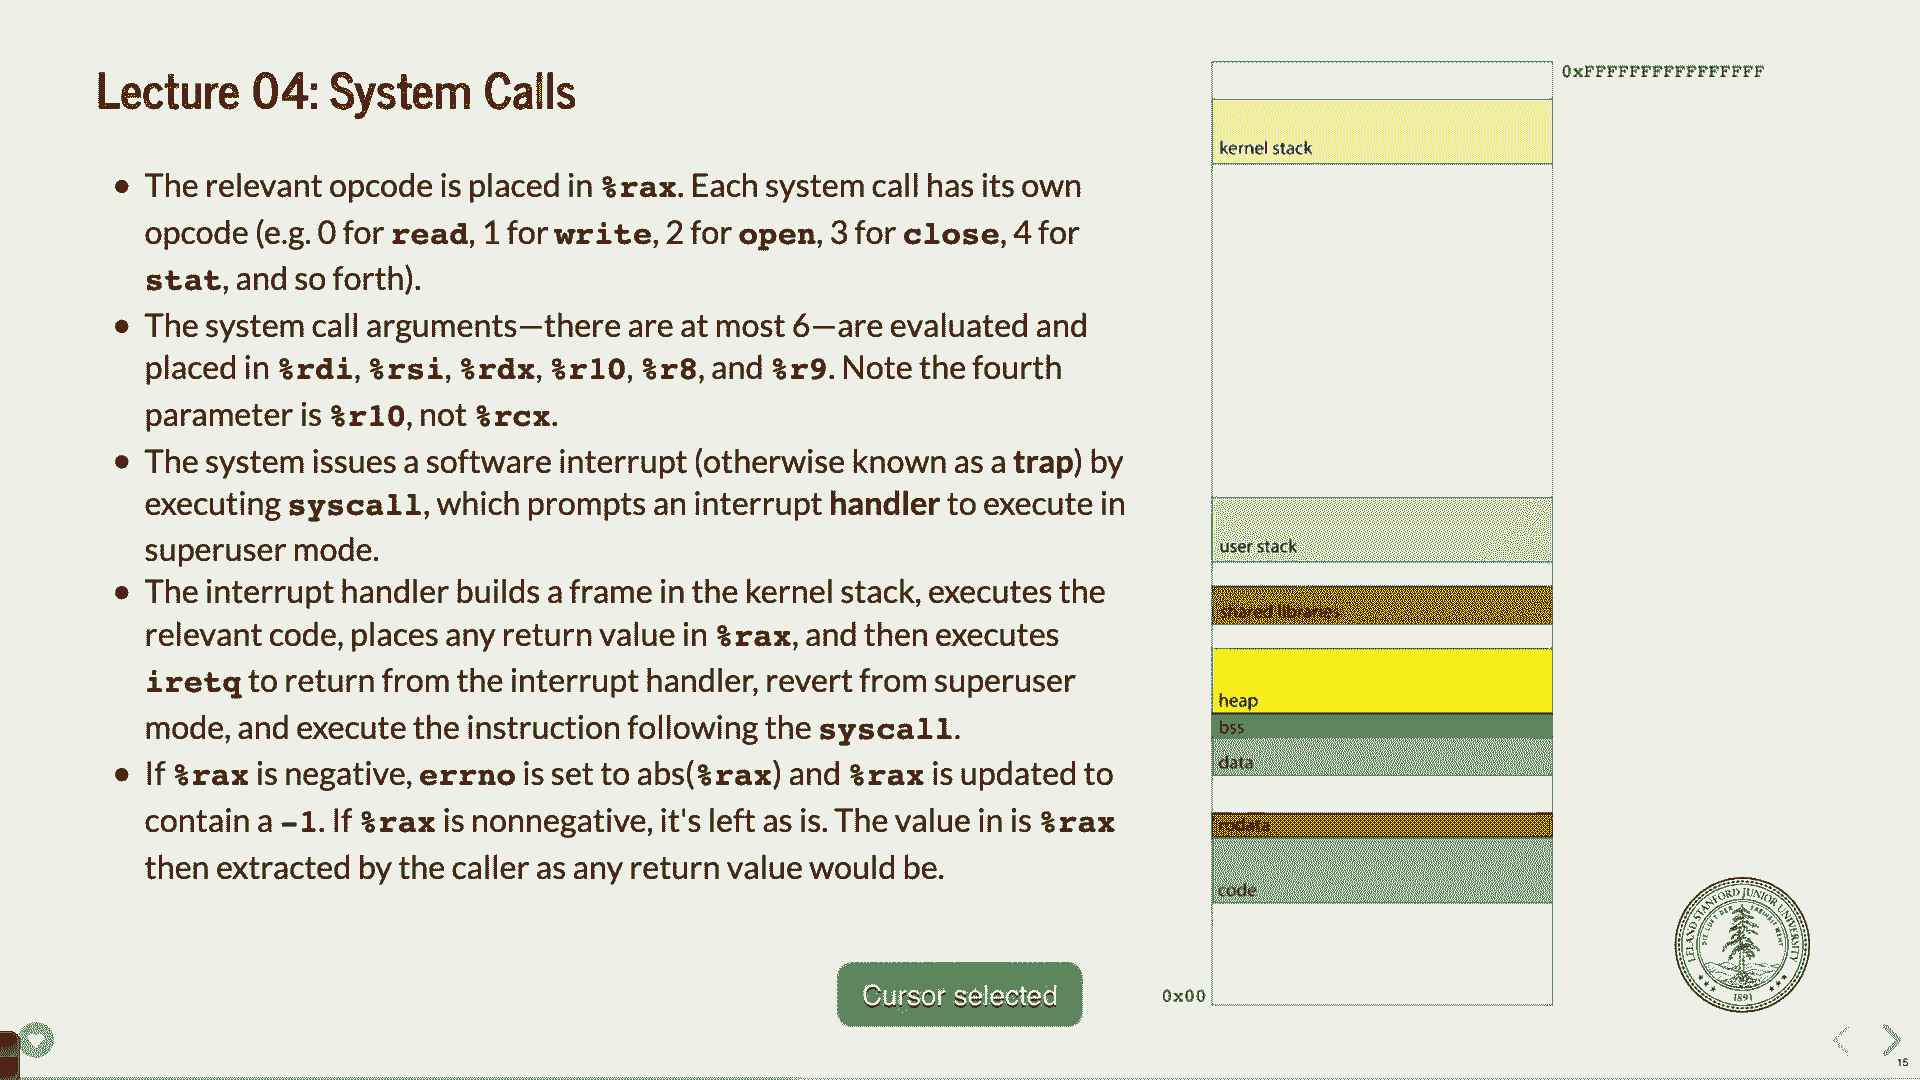 Lecture 04: System Calls
• The relevant opcode is placed in %rax. Each system call has its own
opcode (e.g. 0 for read, 1 for write, 2 for open, 3 for close, 4 for
stat, and so forth).
• The system call arguments—there are at most 6—are evaluated and
placed in %rdi, %rsi, %rdx, %r10, %r8, and %r9. Note the fourth
parameter is %r10, not %rcx.
• The system issues a software interrupt (otherwise known as a trap) by
executing syscall, which prompts an interrupt handler to execute in
superuser mode.
• The interrupt handler builds a frame in the kernel stack, executes the
relevant code, places any return value in %rax, and then executes
iretq to return from the interrupt handler, revert from superuser
mode, and execute the instruction following the syscall.
• If %rax is negative, errno is set to abs(%rax) and %rax is updated to
contain a -1. If %rax is nonnegative, it's left as is. The value in is %rax
then extracted by the caller as any return value would be.
0xFFFFFFFFFFFFFFFF
kernel stack
user stack
shared libraries
heap
bss
data
rodata
code
0x00
Cursor selected
LELAND STANFORD JUNIOR UNIVERSITY
DIE LUFT DER FREIHEIT WEHT
1891
15